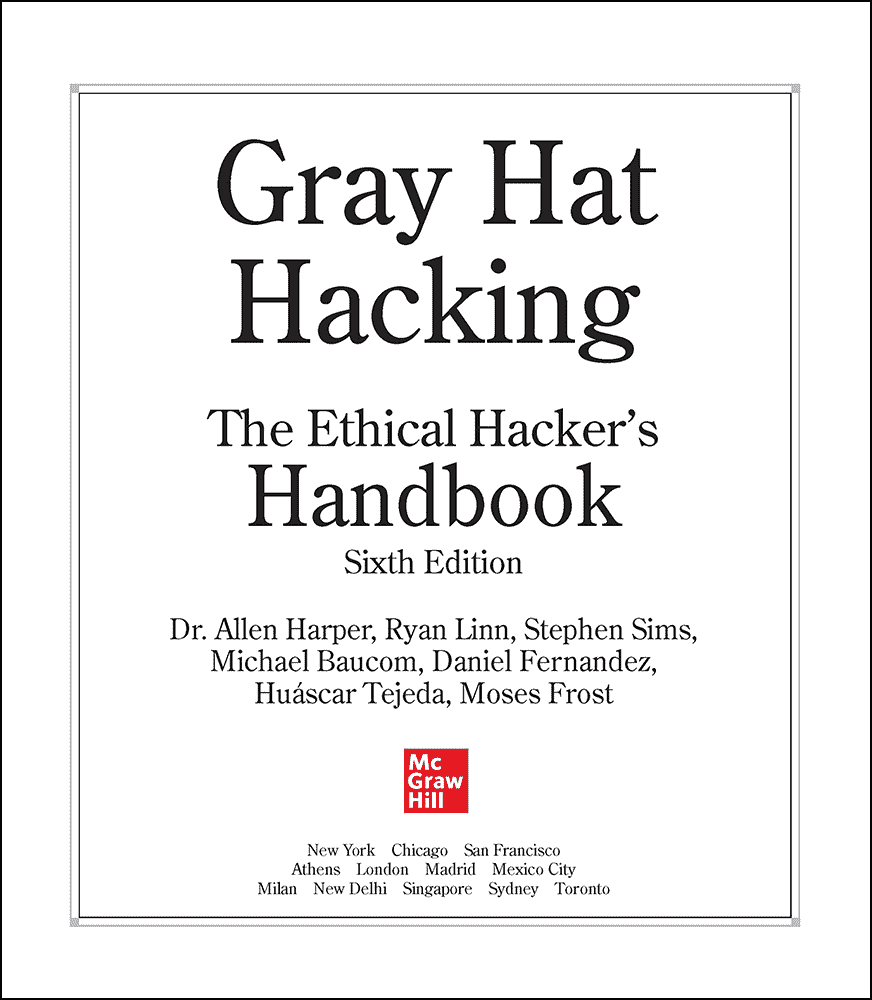 Gray Hat
Hacking
The Ethical Hacker’s
Handbook
Sixth Edition
Dr. Allen Harper, Ryan Linn, Stephen Sims,
Michael Baucom, Daniel Fernandez,
Huáscar Tejeda, Moses Frost
Mc
Graw
Hill
New York Chicago San Francisco
Athens London Madrid Mexico City
Milan New Delhi Singapore Sydney Toronto